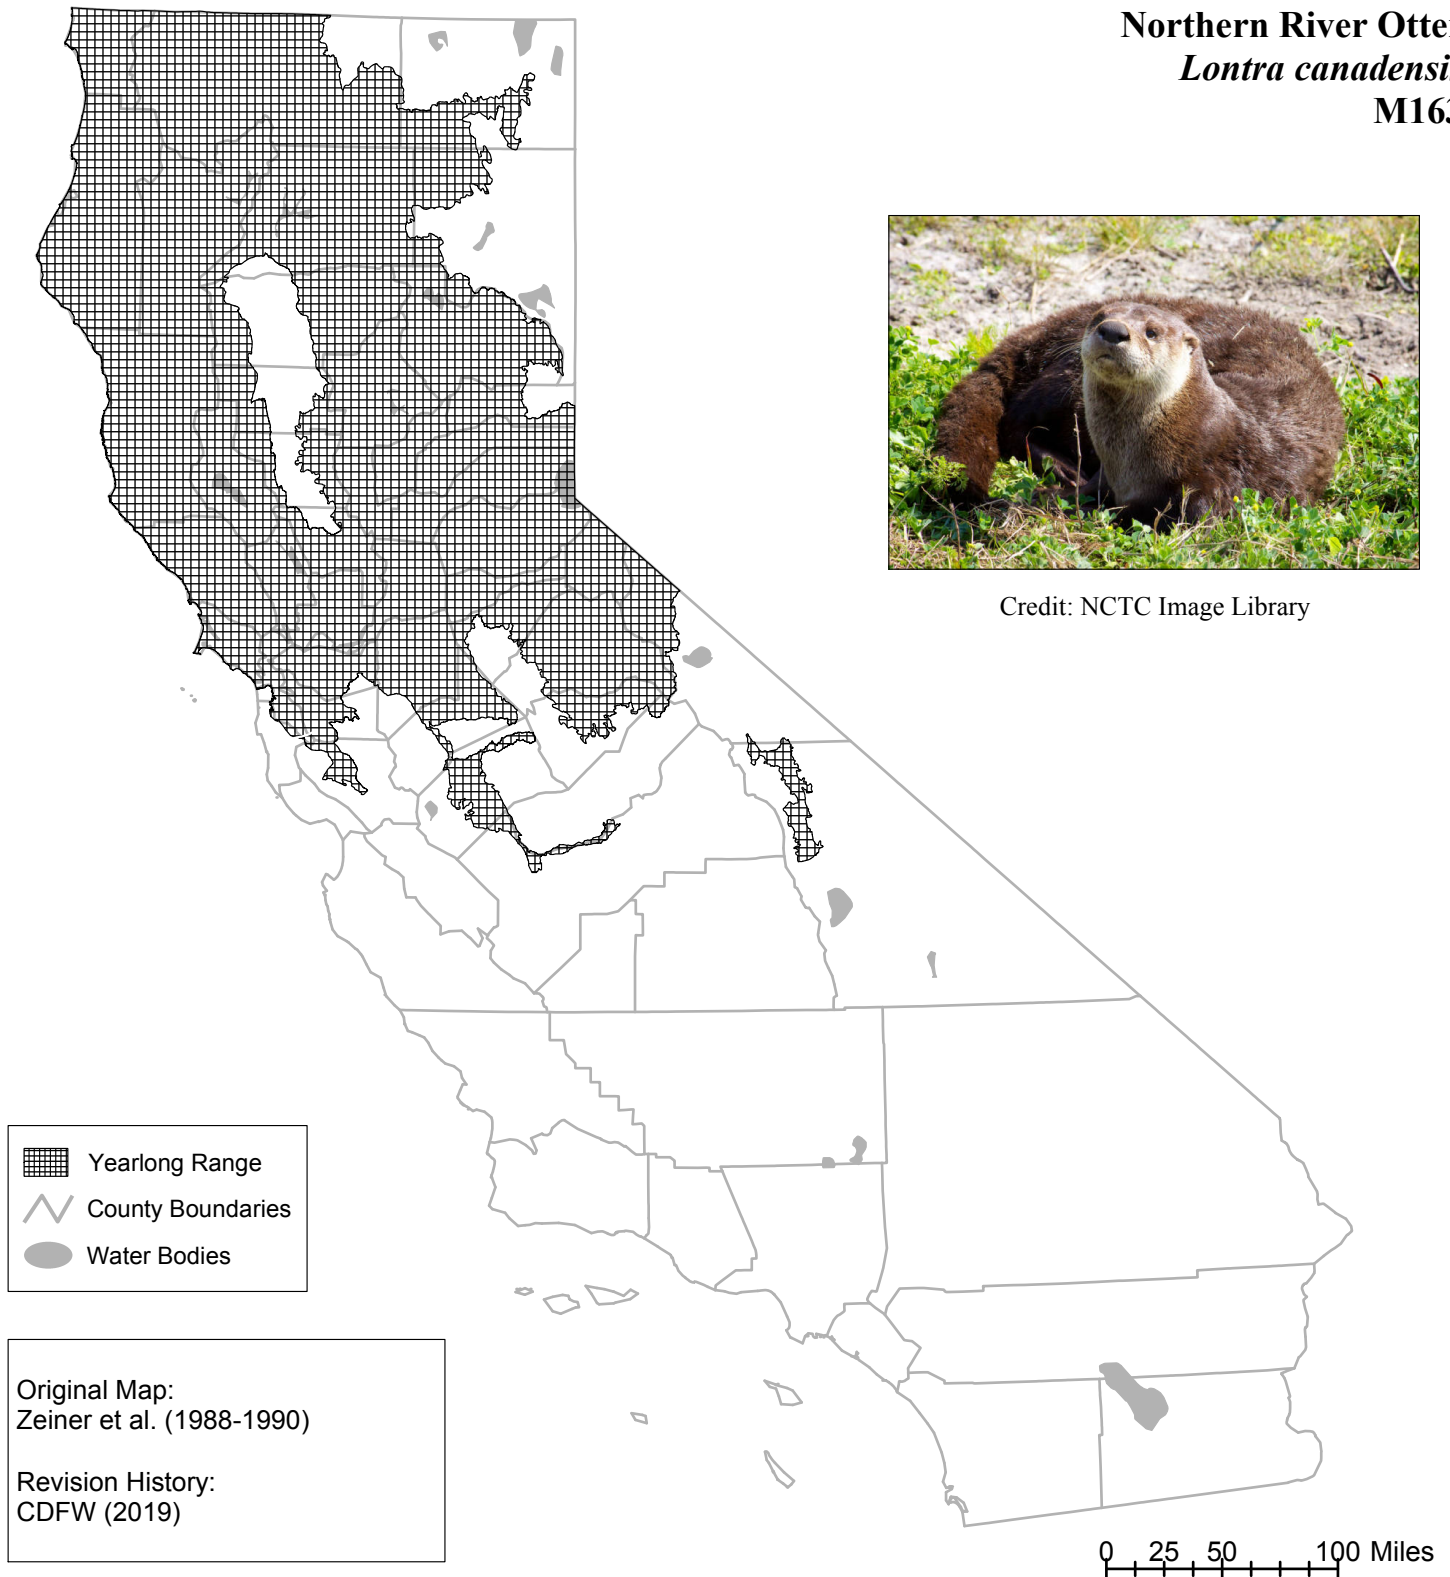 Northern River Otte
Lontra canadensi
M163
Credit: NCTC Image Library
Yearlong Range
County Boundaries
Water Bodies
Original Map:
Zeiner et al. (1988-1990)
Revision History:
CDFW (2019)
0 25 50 100 Miles